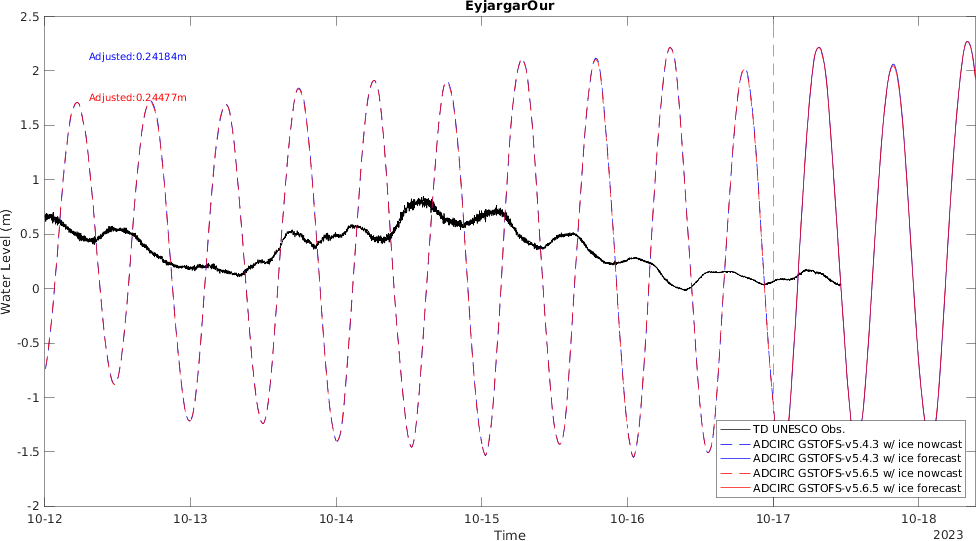 EyjargarOur
2.5
2
1.5
1
0.5
0
-0.5
-1
-1.5
-2
Water Level (m)
Adjusted:0.24184m
Adjusted:0.24477m
TD UNESCO Obs.
ADCIRC GSTOFS-v5.4.3 w/ ice nowcast
ADCIRC GSTOFS-v5.4.3 w/ ice forecast
ADCIRC GSTOFS-v5.6.5 w/ ice nowcast
ADCIRC GSTOFS-v5.6.5 w/ ice forecast
10-12 10-13 10-14 10-15 10-16 10-17 10-18
Time
2023